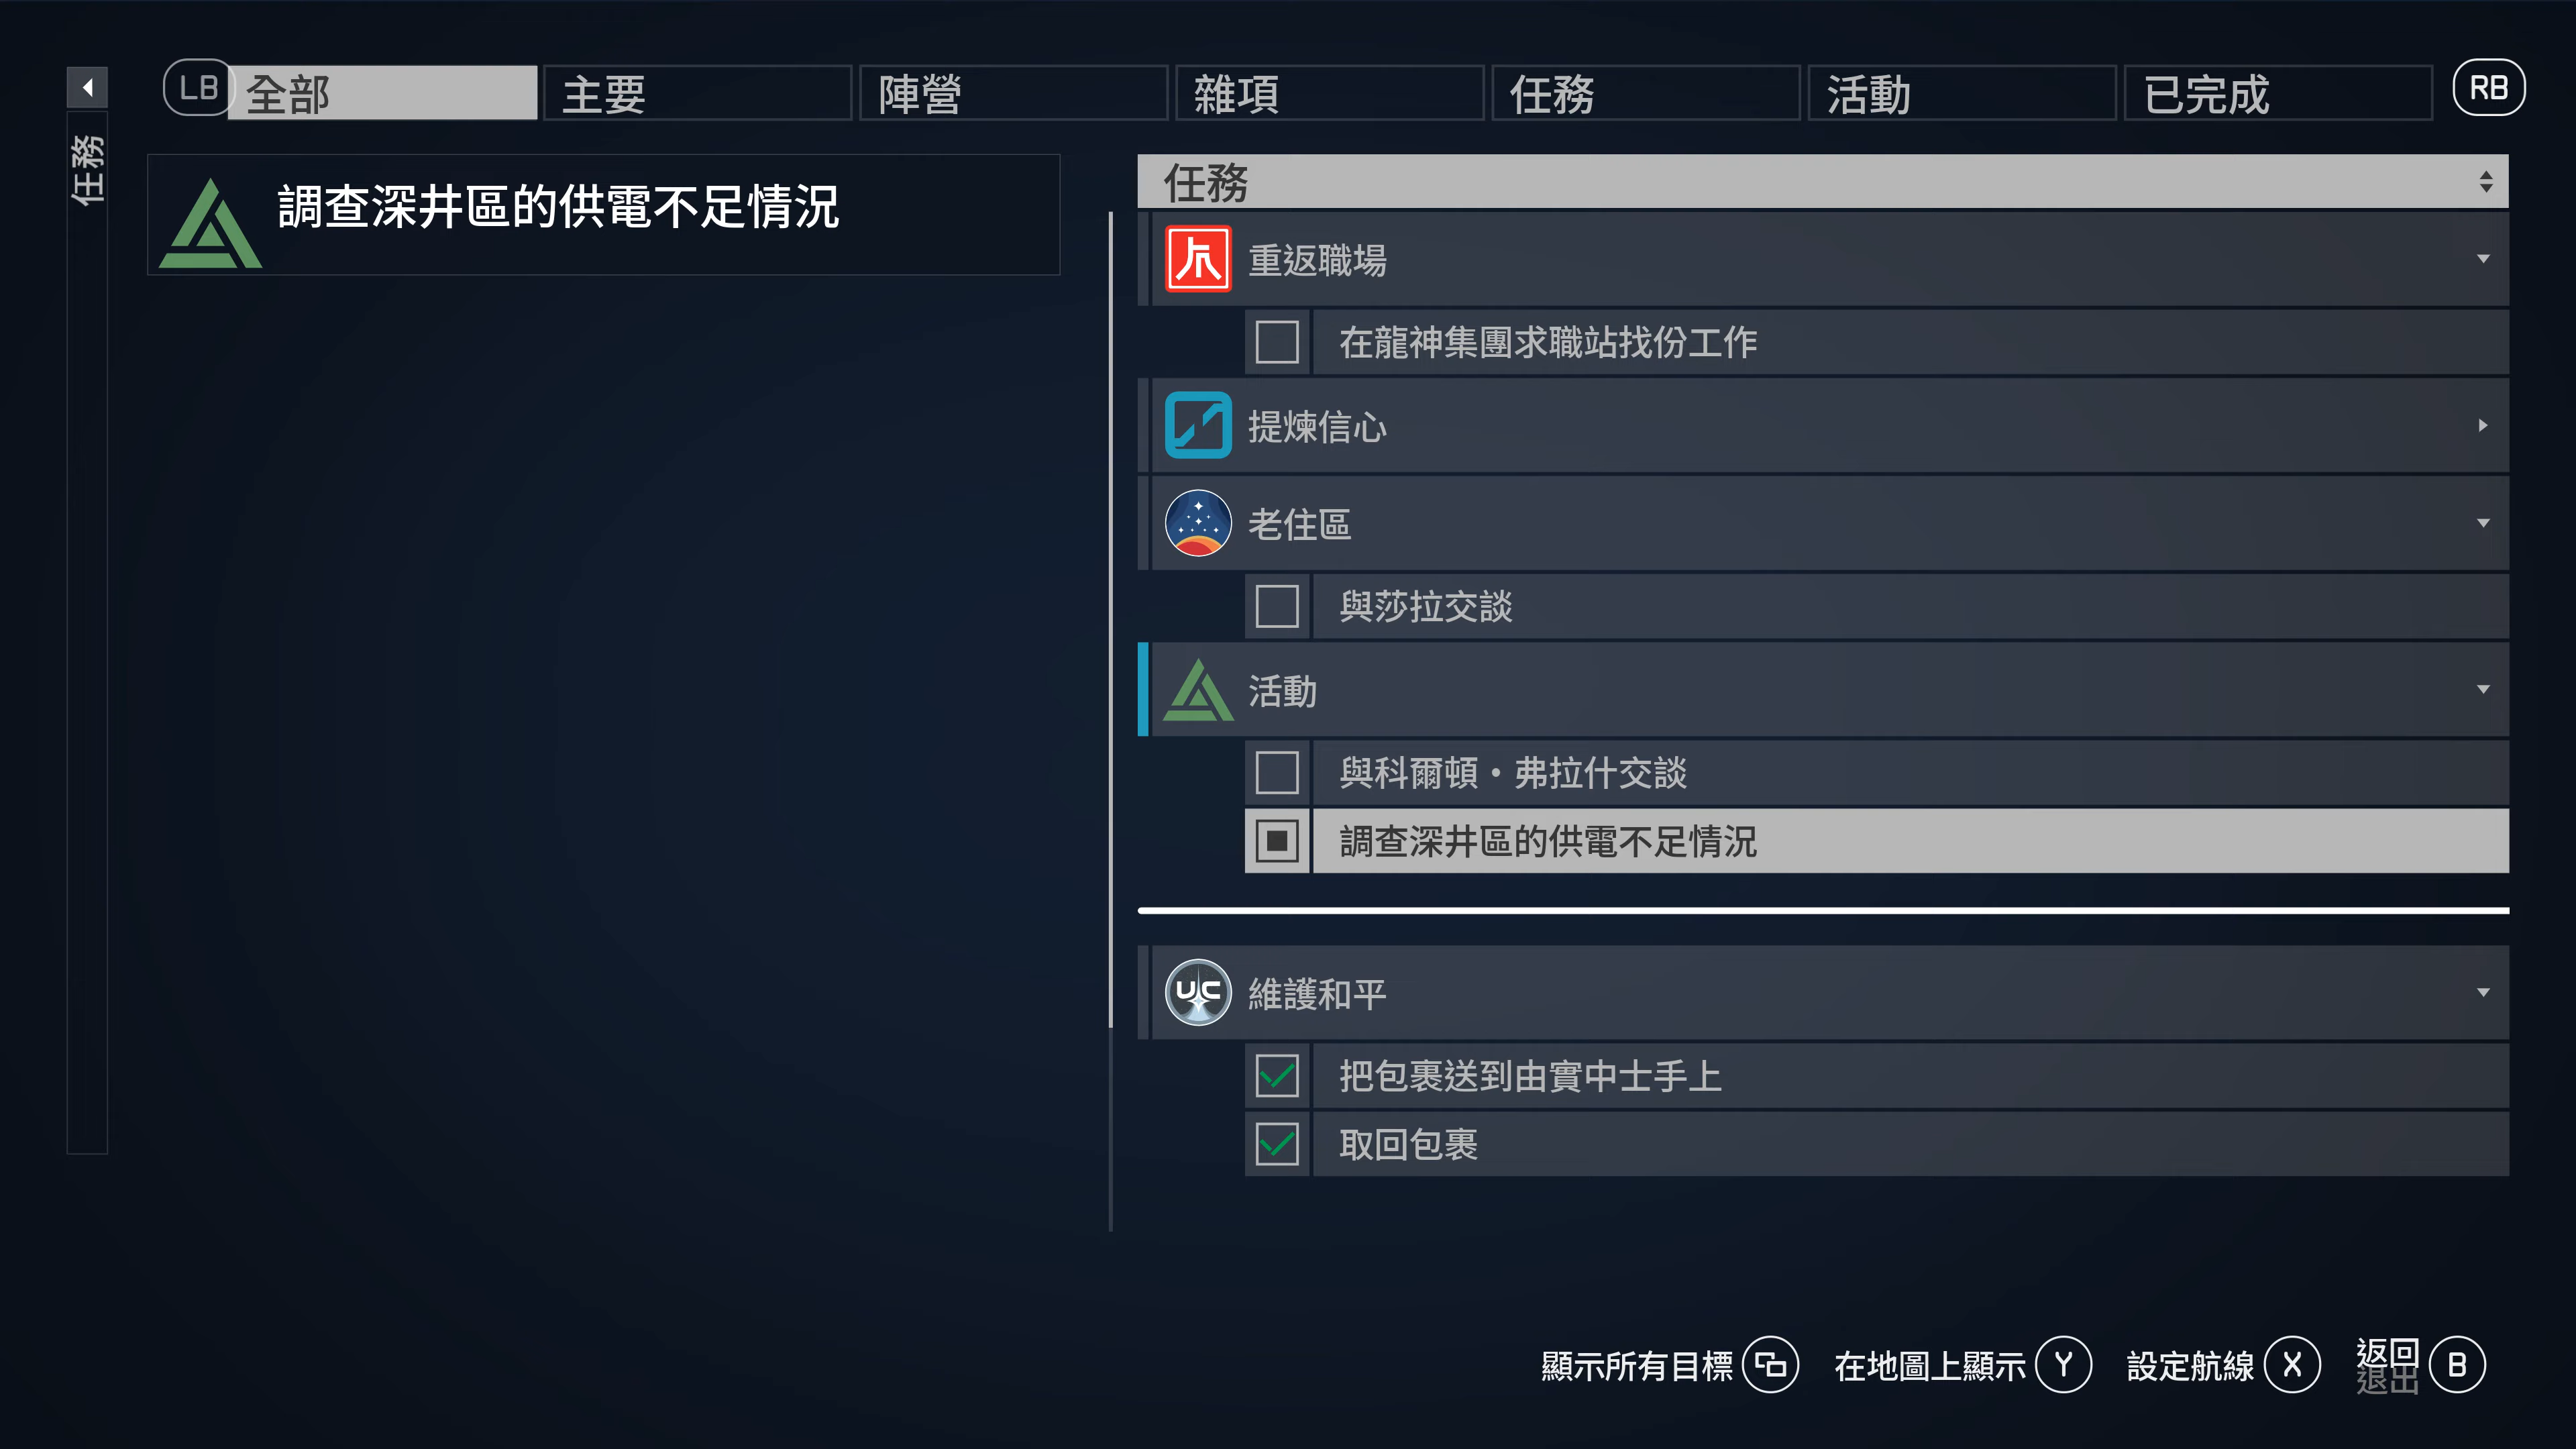 LB
全部
主要
陣營
雜項
任務
活動
已完成
RB
任務
調查深井區的供電不足情況
任務
重返職場
在龍神集團求職站找份工作
提煉信心
老住區
與莎拉交談
活動
與科爾頓・弗拉什交談
調查深井區的供電不足情況
UC
維護和平
把包裹送到由實中士手上
取回包裹
顯示所有目標
在地圖上顯示 Y
設定航線 X
返回 B
退出